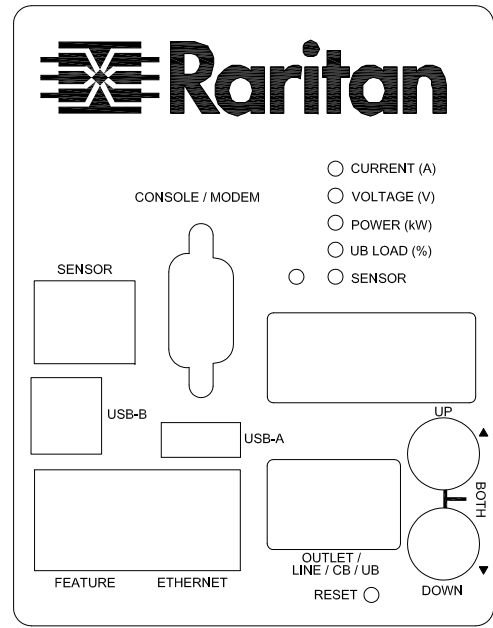 Raritan
CURRENT (A)
VOLTAGE (V)
POWER (kW)
UB LOAD (%)
SENSOR
CONSOLE / MODEM
SENSOR
USB-B
USB-A
UP
BOTH
DOWN
OUTLET /
LINE / CB / UB
RESET
FEATURE
ETHERNET